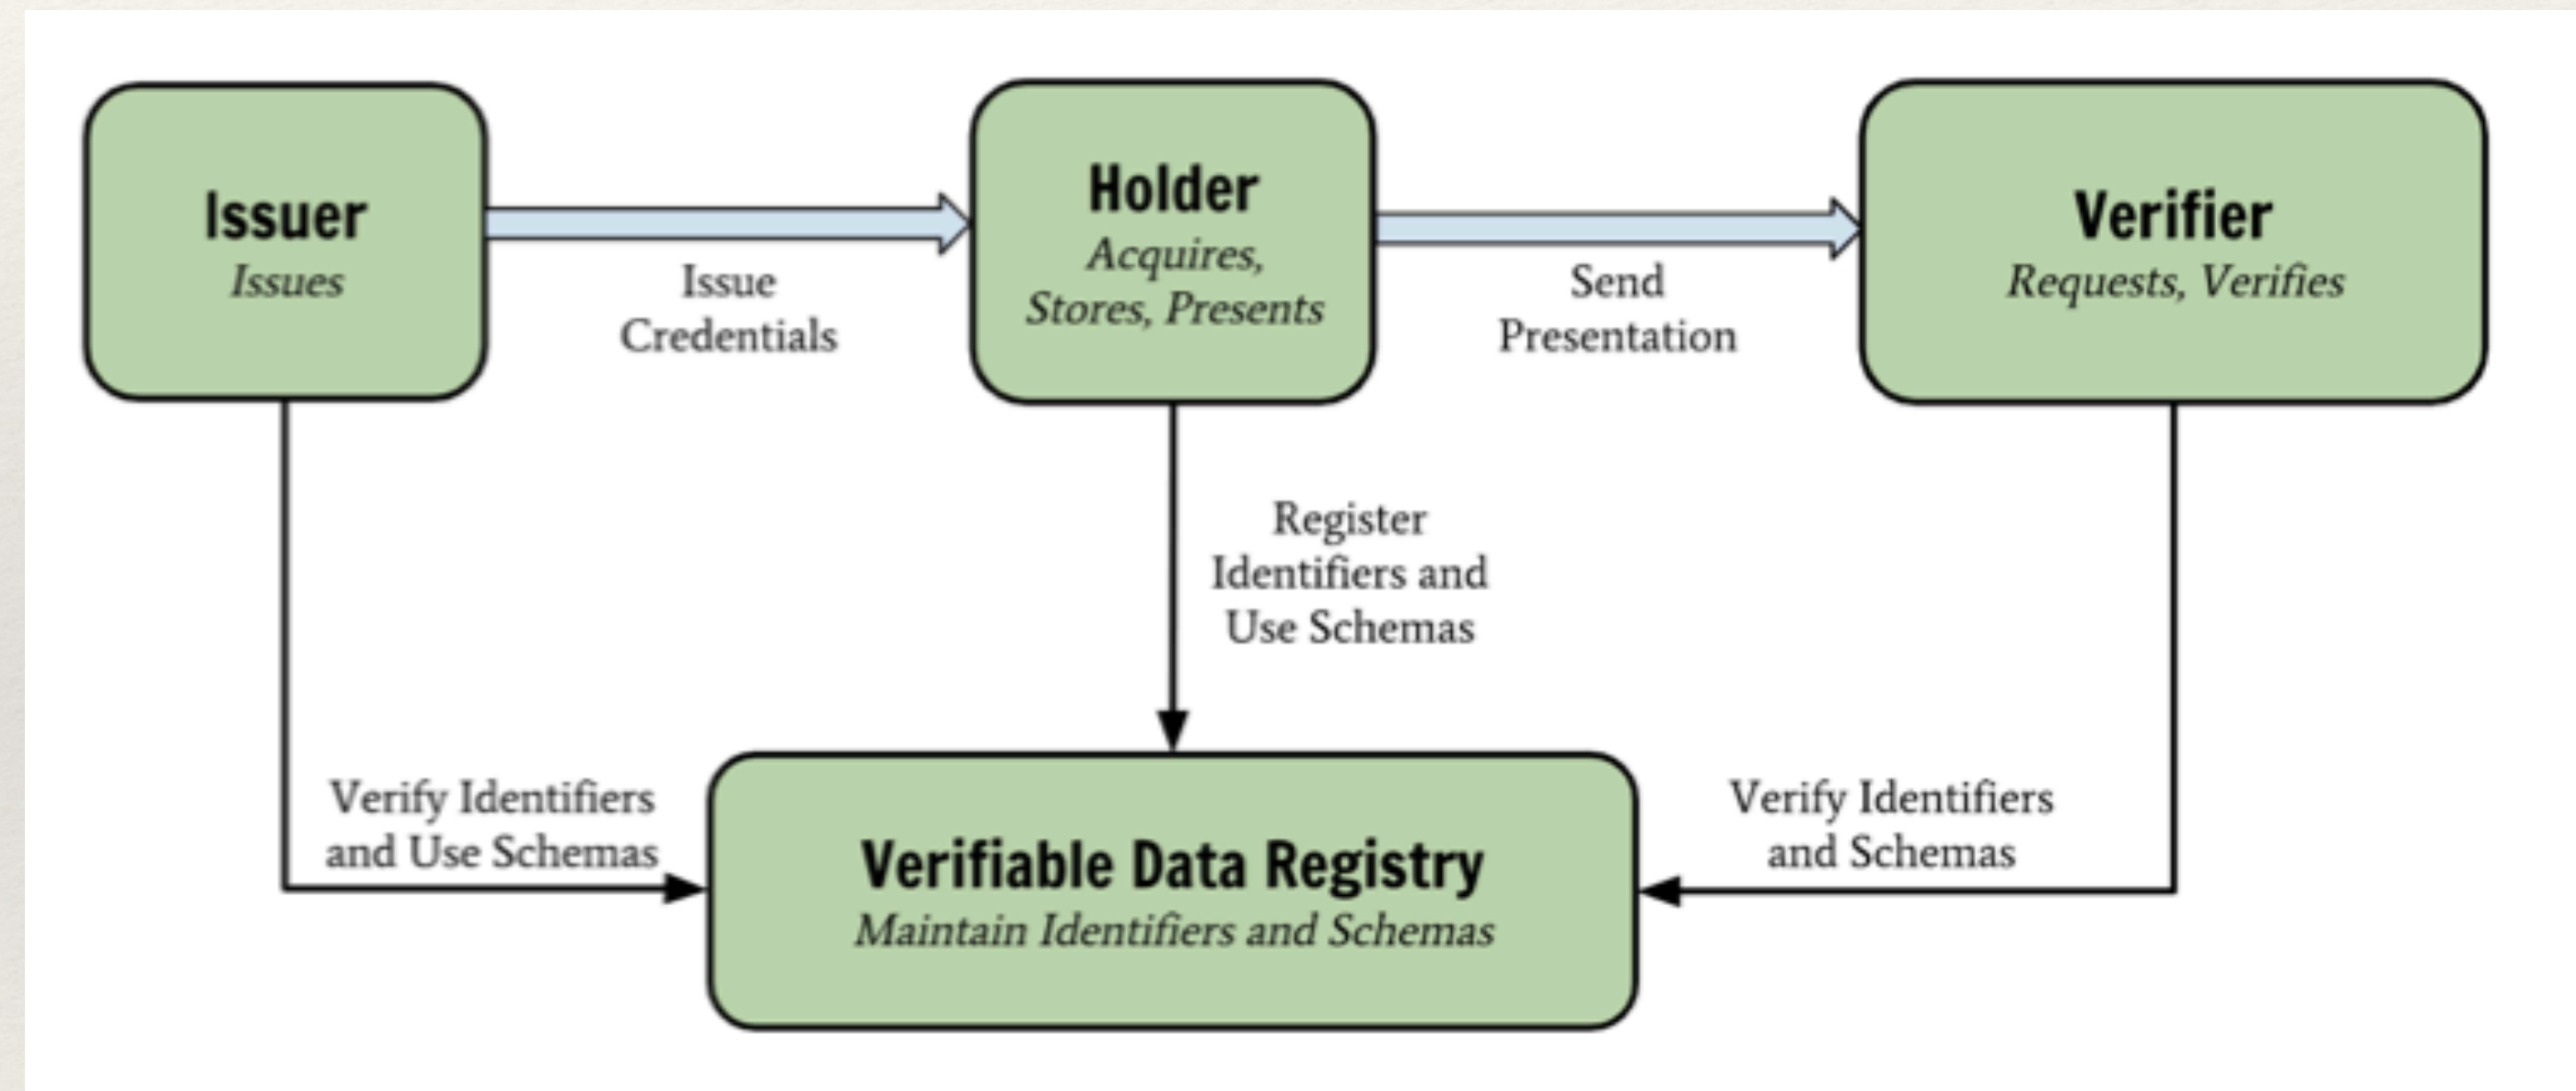 Issuer
Issues
Issue
Credentials
Holder
Acquires,
Stores, Presents
Send
Presentation
Verifier
Requests, Verifies
Register
Identifiers and
Use Schemas
Verify Identifiers
and Use Schemas
Verifiable Data Registry
Maintain Identifiers and Schemas
Verify Identifiers
and Schemas